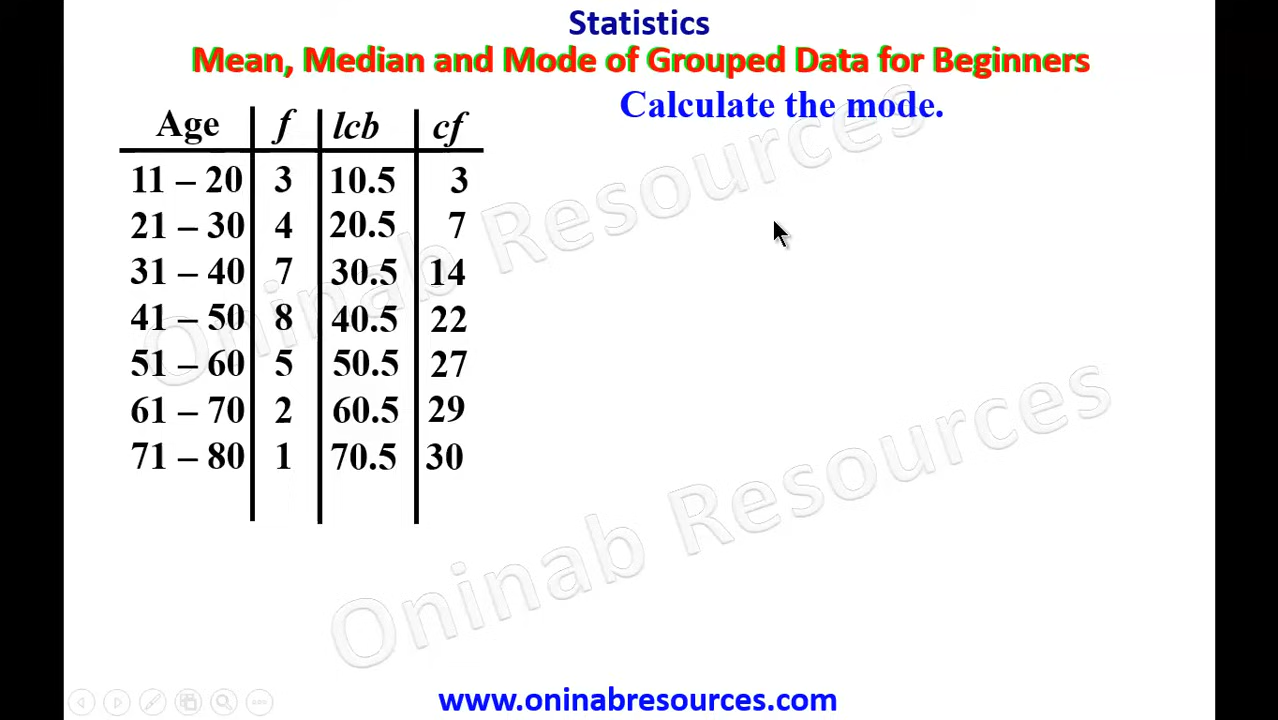 Statistics
Mean, Median and Mode of Grouped Data for Beginners
Calculate the mode.
Age f lcb cf
11 – 20 3 10.5 3
21 – 30 4 20.5 7
31 – 40 7 30.5 14
41 – 50 8 40.5 22
51 – 60 5 50.5 27
61 – 70 2 60.5 29
71 – 80 1 70.5 30
Oninab Resources
Oninab Resources
www.oninabresources.com